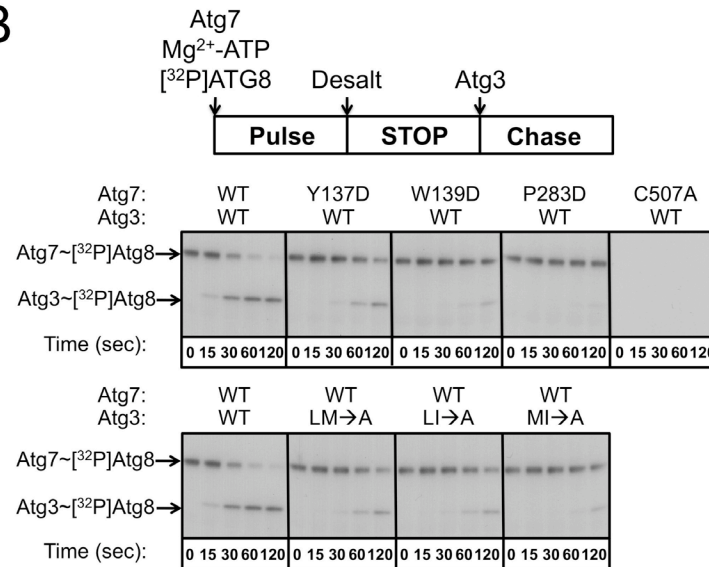 B
Atg7
Mg²⁺-ATP
[³²P]ATG8 Desalt Atg3
Pulse STOP Chase
Atg7: WT Y137D W139D P283D C507A
Atg3: WT WT WT WT WT
Atg7~[³²P]Atg8
Atg3~[³²P]Atg8
Time (sec): 0 15 30 60 120 0 15 30 60 120 0 15 30 60 120 0 15 30 60 120 0 15 30 60 120
Atg7: WT WT WT WT
Atg3: WT LM→A LI→A MI→A
Atg7~[³²P]Atg8
Atg3~[³²P]Atg8
Time (sec): 0 15 30 60 120 0 15 30 60 120 0 15 30 60 120 0 15 30 60 120